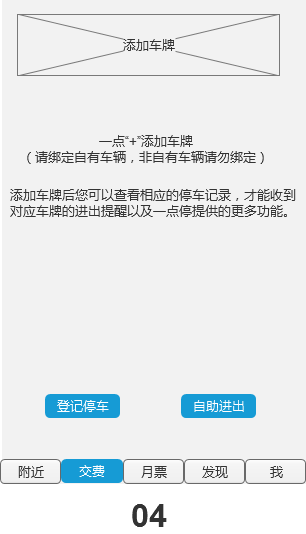 添加车牌
一点“+”添加车牌
（请绑定自有车辆，非自有车辆请勿绑定）
添加车牌后您可以查看相应的停车记录，才能收到
对应车牌的进出提醒以及一点停提供的更多功能。
登记停车 自助进出
附近 交费 月票 发现 我
04